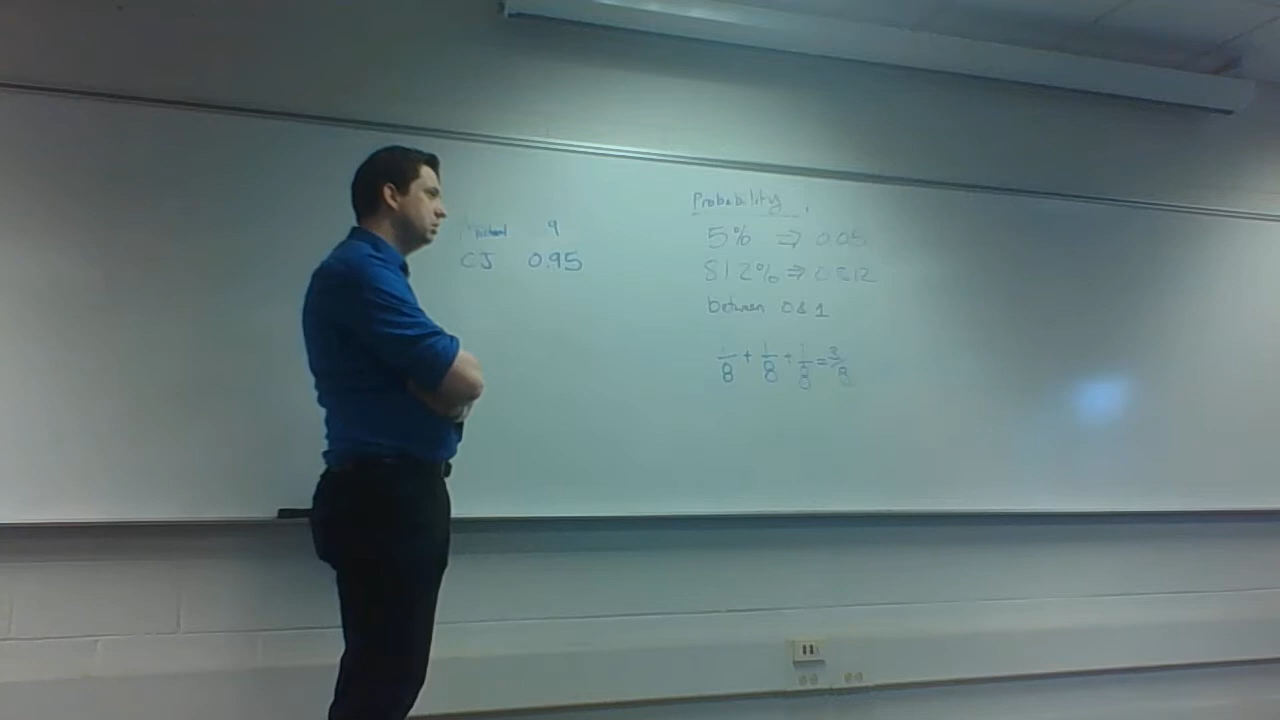 9
CJ 0.95
Probability
5% ⇒ 0.05
512% ⇒ 0.512
between 0 & 1
1/8 + 1/8 + 1/8 = 3/8